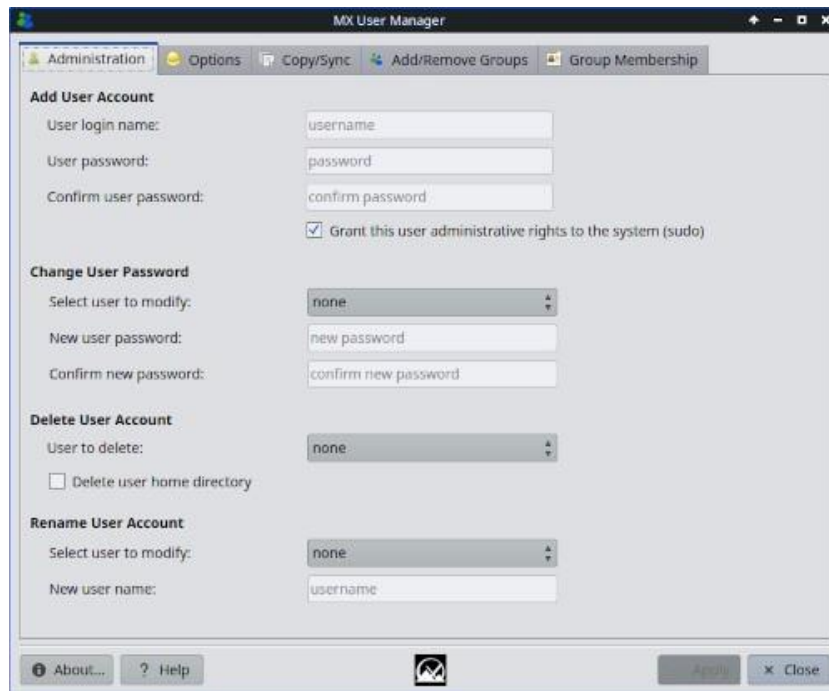 MX User Manager
Administration Options Copy/Sync Add/Remove Groups Group Membership
Add User Account
User login name: username
User password: password
Confirm user password: confirm password
Grant this user administrative rights to the system (sudo)
Change User Password
Select user to modify: none
New user password: new password
Confirm new password: confirm new password
Delete User Account
User to delete: none
Delete user home directory
Rename User Account
Select user to modify: none
New user name: username
About... ? Help Apply × Close